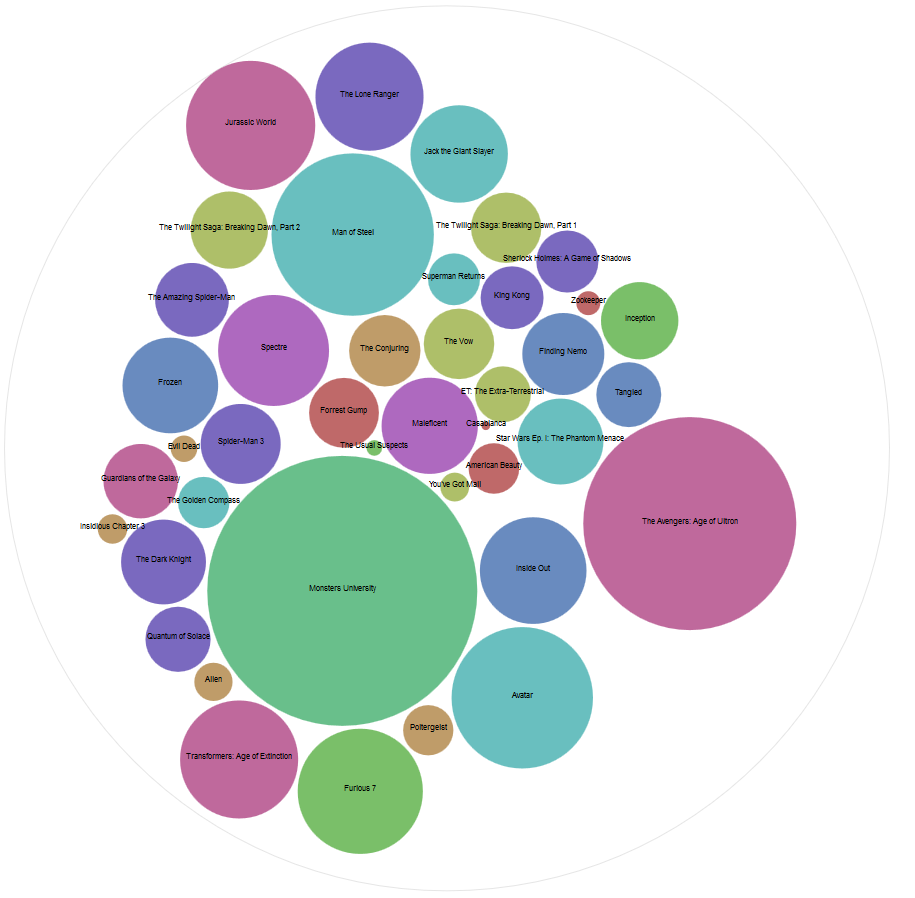 The Lone Ranger
Jurassic World
Jack the Giant Slayer
The Twilight Saga: Breaking Dawn, Part 2
Man of Steel
The Twilight Saga: Breaking Dawn, Part 1
Sherlock Holmes: A Game of Shadows
Superman Returns
The Amazing Spider-Man
King Kong
Zookeeper
Inception
Spectre
The Conjuring
The Vow
Finding Nemo
Frozen
ET: The Extra-Terrestrial
Tangled
Forrest Gump
Maleficent
Casablanca
Spider-Man 3
Evil Dead
The Usual Suspects
Star Wars Ep. I: The Phantom Menace
American Beauty
Guardians of the Galaxy
You've Got Mail
The Golden Compass
Insidious Chapter 3
The Avengers: Age of Ultron
The Dark Knight
Inside Out
Monsters University
Quantum of Solace
Alien
Avatar
Poltergeist
Transformers: Age of Extinction
Furious 7